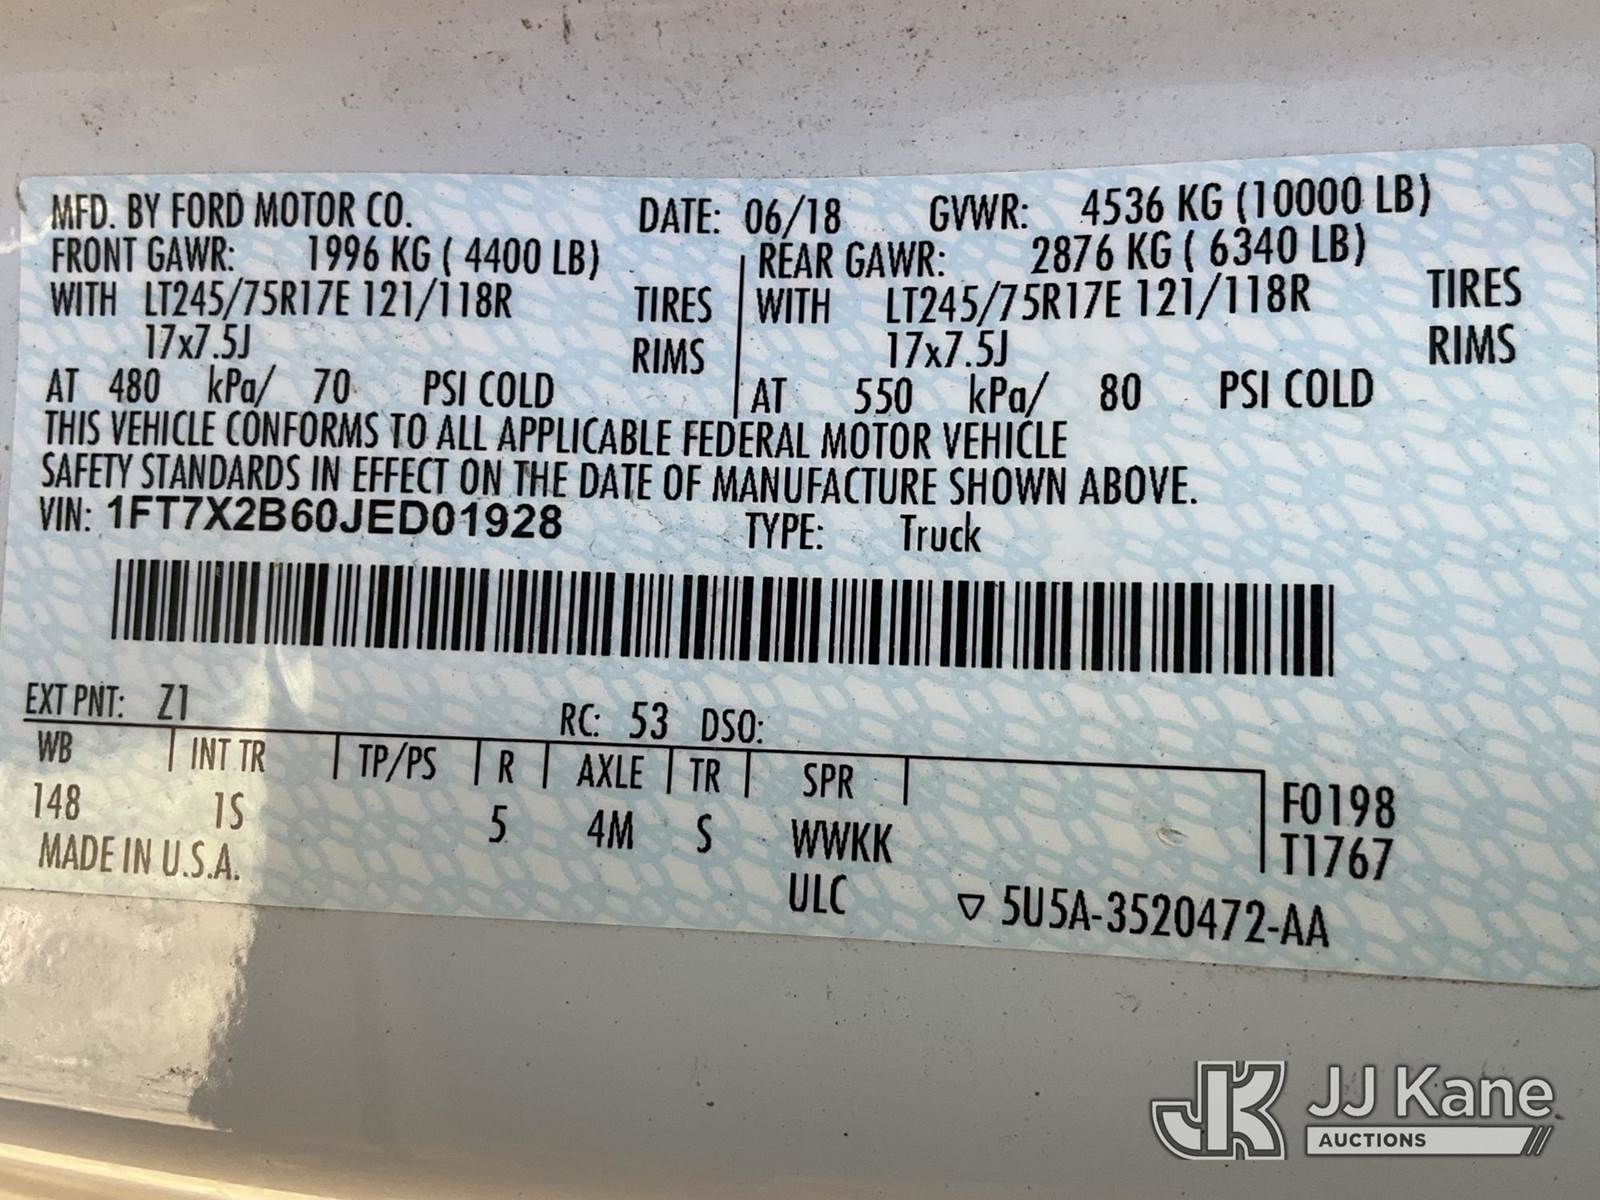 MFD. BY FORD MOTOR CO. DATE: 06/18 GVWR: 4536 KG (10000 LB)
FRONT GAWR: 1996 KG ( 4400 LB) REAR GAWR: 2876 KG ( 6340 LB)
WITH LT245/75R17E 121/118R TIRES WITH LT245/75R17E 121/118R TIRES
17x7.5J RIMS 17x7.5J RIMS
AT 480 kPa/ 70 PSI COLD AT 550 kPa/ 80 PSI COLD
THIS VEHICLE CONFORMS TO ALL APPLICABLE FEDERAL MOTOR VEHICLE
SAFETY STANDARDS IN EFFECT ON THE DATE OF MANUFACTURE SHOWN ABOVE.
VIN: 1FT7X2B60JED01928 TYPE: Truck
EXT PNT: Z1 RC: 53 DSO:
WB INT TR TP/PS R AXLE TR SPR F0198
148 1S 5 4M S WWKK T1767
MADE IN U.S.A. ULC ▽ 5U5A-3520472-AA
JK JJ Kane
AUCTIONS